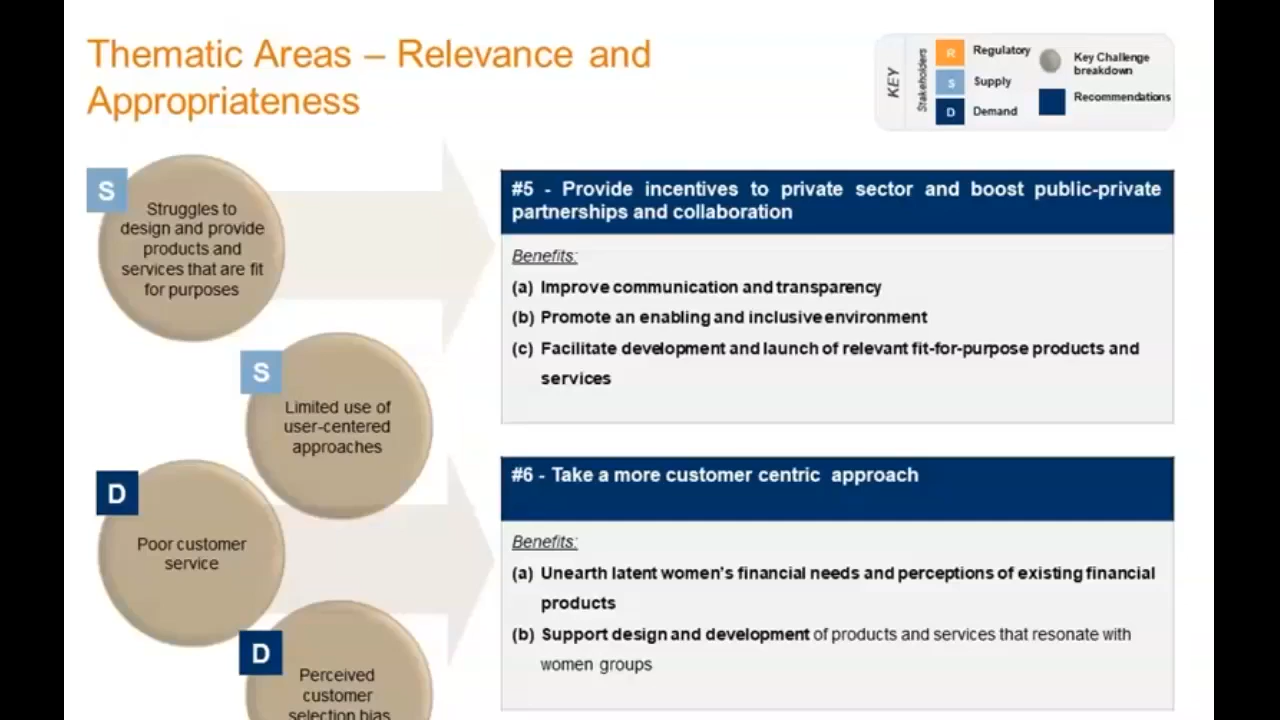 Thematic Areas – Relevance and
Appropriateness
KEY
Stakeholders
R Regulatory
S Supply
D Demand
Key Challenge
breakdown
Recommendations
S
Struggles to
design and provide
products and
services that are fit
for purposes
S
Limited use of
user-centered
approaches
D
Poor customer
service
D
Perceived
customer
selection bias
#5 - Provide incentives to private sector and boost public-private
partnerships and collaboration
Benefits:
(a) Improve communication and transparency
(b) Promote an enabling and inclusive environment
(c) Facilitate development and launch of relevant fit-for-purpose products and
services
#6 - Take a more customer centric approach
Benefits:
(a) Unearth latent women's financial needs and perceptions of existing financial
products
(b) Support design and development of products and services that resonate with
women groups